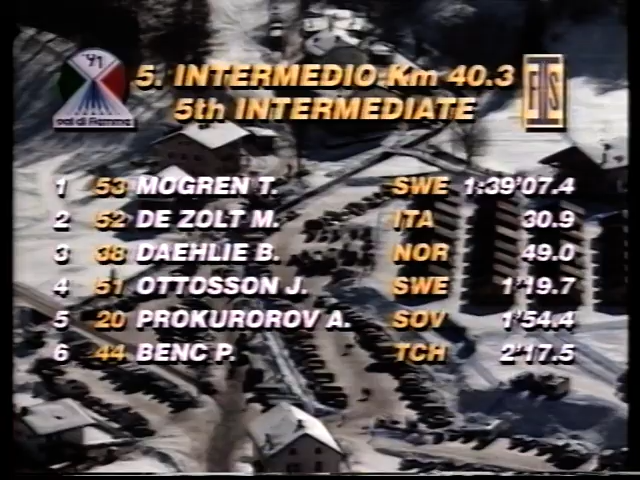 '91
val di Fiemme
5. INTERMEDIO:Km 40.3
5th INTERMEDIATE
FIS
1 53 MOGREN T. SWE 1:39'07.4
2 52 DE ZOLT M. ITA 30.9
3 38 DAEHLIE B. NOR 49.0
4 51 OTTOSSON J. SWE 1'19.7
5 20 PROKUROROV A. SOV 1'54.4
6 44 BENC P. TCH 2'17.5